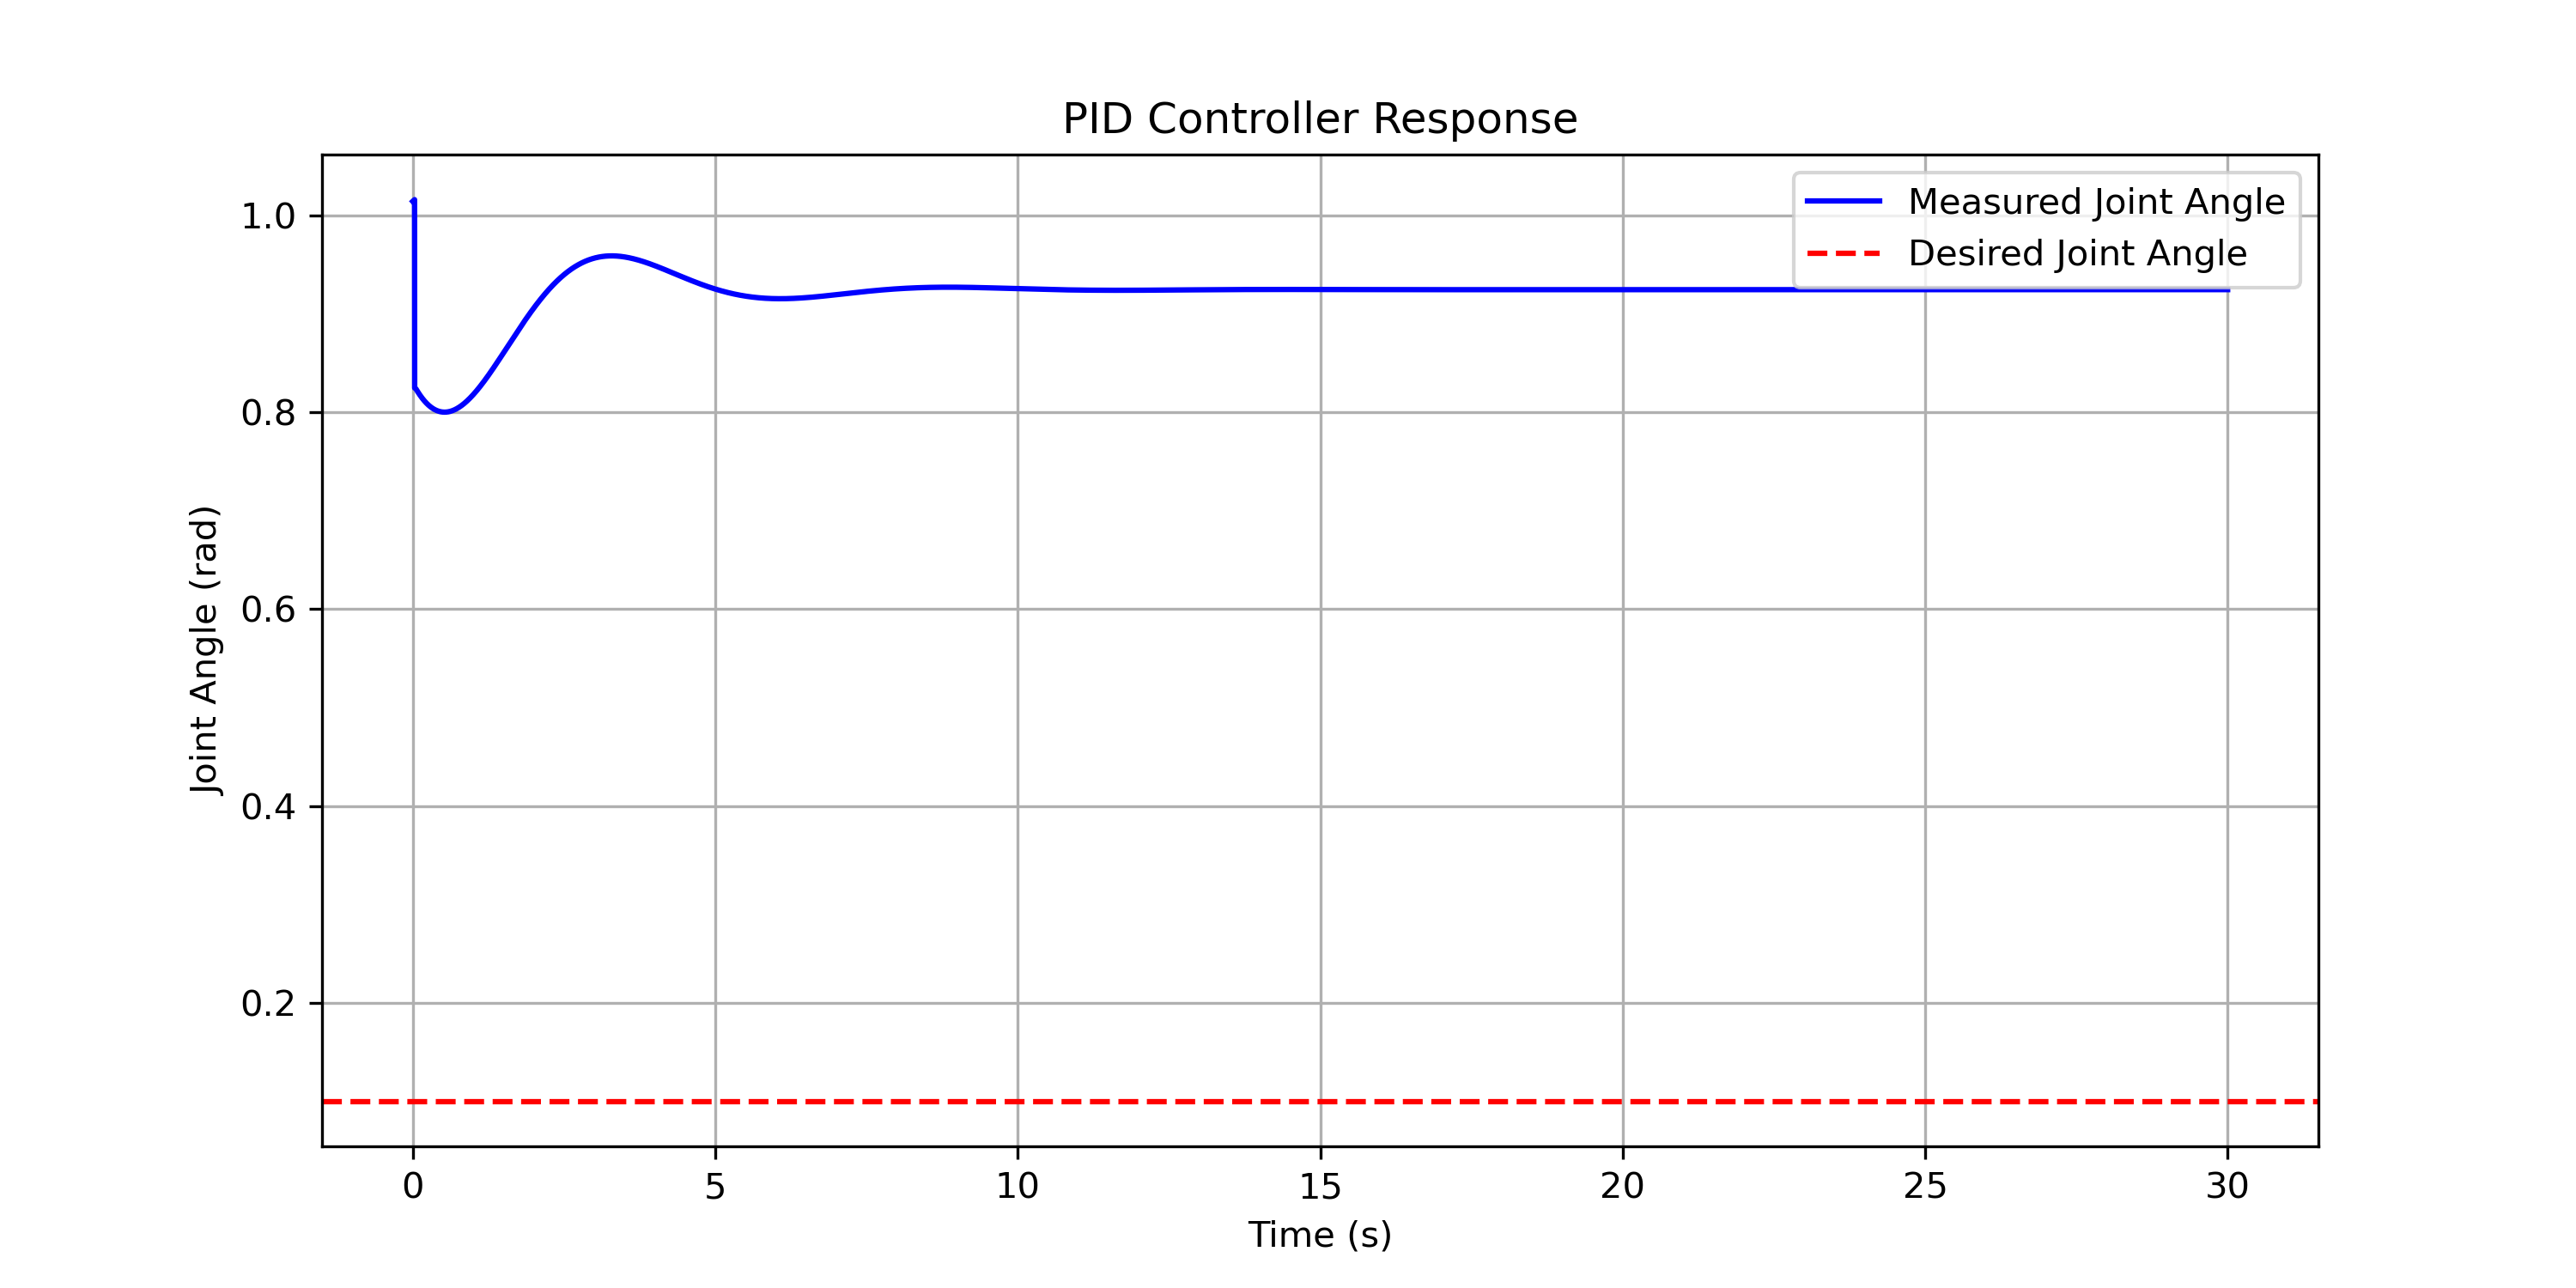 PID Controller Response
Measured Joint Angle
Desired Joint Angle
Joint Angle (rad)
1.0
0.8
0.6
0.4
0.2
0 5 10 15 20 25 30
Time (s)